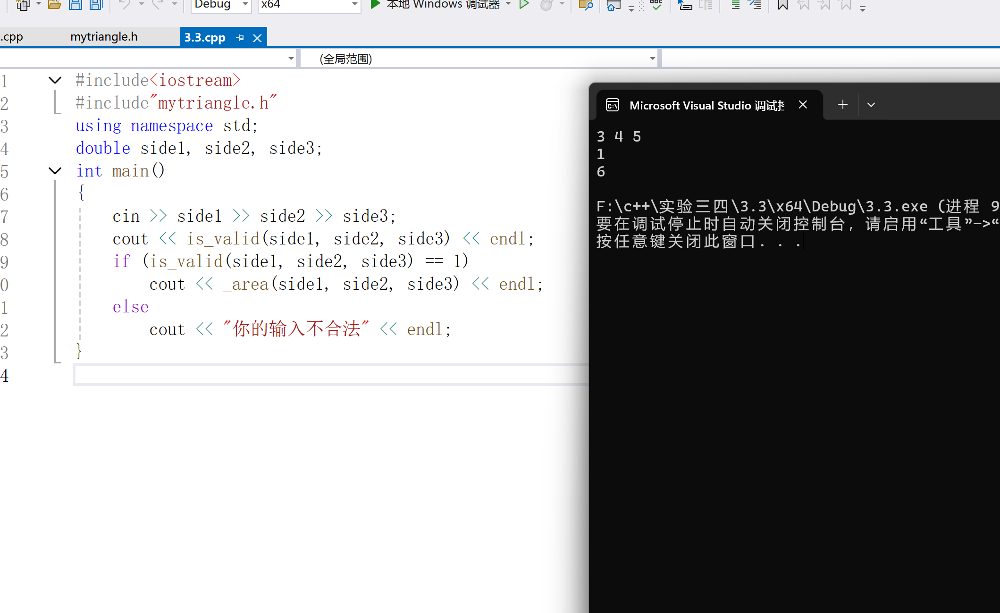 Debug x64 本地 Windows 调试器
.cpp mytriangle.h 3.3.cpp
(全局范围)
1 #include<iostream>
2 #include"mytriangle.h"
3 using namespace std;
4 double side1, side2, side3;
5 int main()
6 {
7 cin >> side1 >> side2 >> side3;
8 cout << is_valid(side1, side2, side3) << endl;
9 if (is_valid(side1, side2, side3) == 1)
0 cout << _area(side1, side2, side3) << endl;
1 else
2 cout << "你的输入不合法" << endl;
3 }
4
Microsoft Visual Studio 调试
3 4 5
1
6
F:\c++\实验三四\3.3\x64\Debug\3.3.exe (进程 9
要在调试停止时自动关闭控制台, 请启用“工具”->“
按任意键关闭此窗口. . .